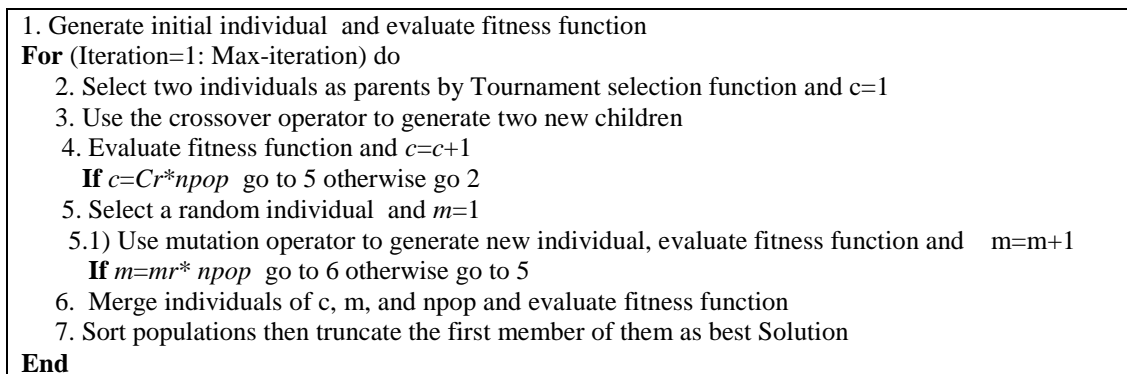 1. Generate initial individual and evaluate fitness function
For (Iteration=1: Max-iteration) do
2. Select two individuals as parents by Tournament selection function and c=1
3. Use the crossover operator to generate two new children
4. Evaluate fitness function and c=c+1
If c=Cr*npop go to 5 otherwise go 2
5. Select a random individual and m=1
5.1) Use mutation operator to generate new individual, evaluate fitness function and m=m+1
If m=mr* npop go to 6 otherwise go to 5
6. Merge individuals of c, m, and npop and evaluate fitness function
7. Sort populations then truncate the first member of them as best Solution
End